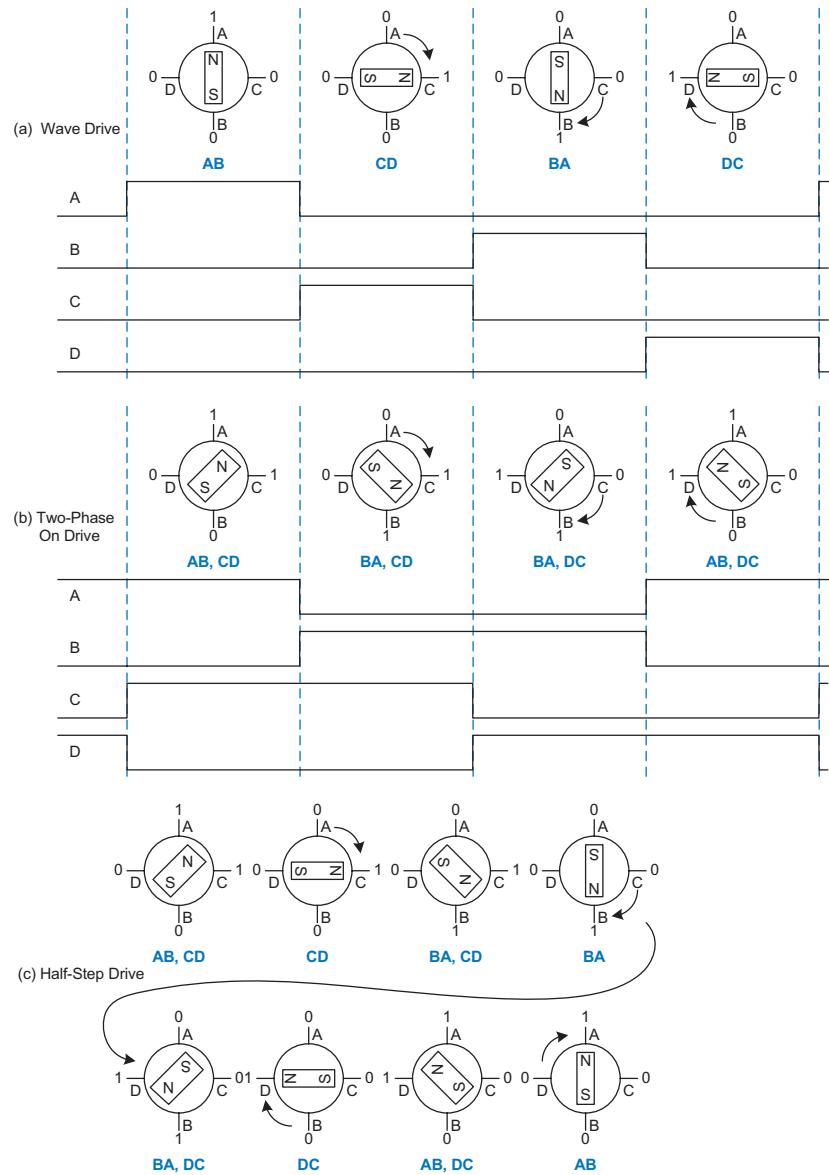 1 0 0 0
A A A A
N S
S N
0 D C 0 0 D S N C 1 0 D C 0 1 D N S C 0
B B B B
0 0 1 0
(a) Wave Drive
AB CD BA DC
A
B
C
D
1 0 0 1
A A A A
N S S N
0 D C 1 0 D C 1 1 D C 0 1 D C 0
S N N S
B B B B
0 1 1 0
(b) Two-Phase
On Drive
AB, CD BA, CD BA, DC AB, DC
A
B
C
D
1 0 0 0
A A A A
N S S
0 D C 1 0 D S N C 1 0 D C 1 0 D C 0
S N N
B B B B
0 0 1 1
AB, CD CD BA, CD BA
(c) Half-Step Drive
0 0 1 1
A A A A
S N N
1 D C 0 1 D N S C 0 1 D C 0 0 D C 0
N S S
B B B B
1 0 0 0
BA, DC DC AB, DC AB